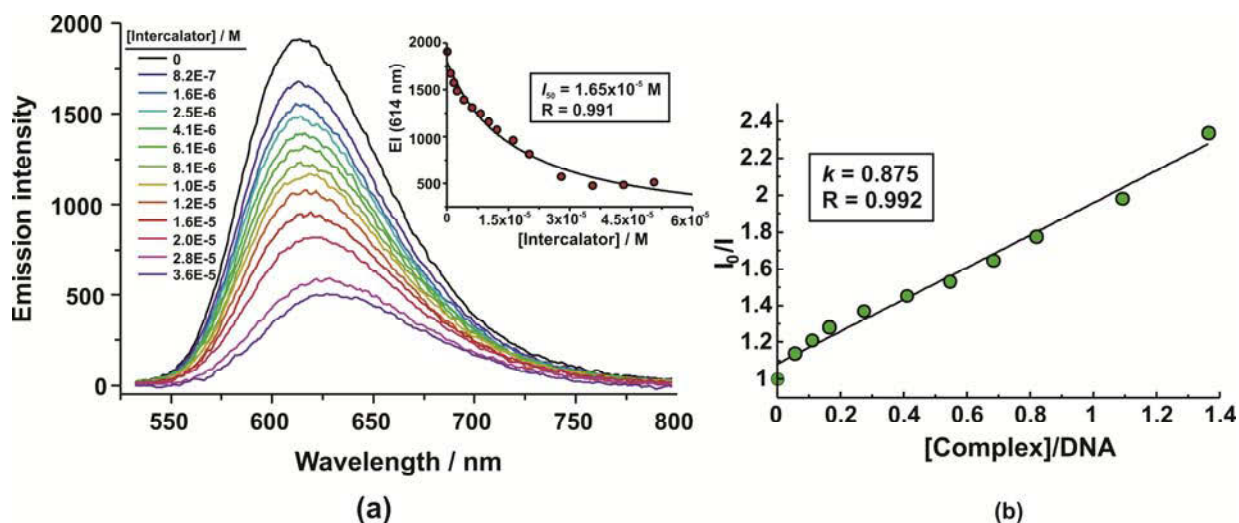 2000
1500
1000
500
0
Emission intensity
[Intercalator] / M
0
8.2E-7
1.6E-6
2.5E-6
4.1E-6
6.1E-6
8.1E-6
1.0E-5
1.2E-5
1.6E-5
2.0E-5
2.8E-5
3.6E-5
2000
1500
1000
500
EI (614 nm)
I₅₀ = 1.65x10⁻⁵ M
R = 0.991
0 1.5x10⁻⁵ 3x10⁻⁵ 4.5x10⁻⁵ 6x10⁻⁵
[Intercalator] / M
550 600 650 700 750 800
Wavelength / nm
(a)
2.4
2.2
2
1.8
1.6
1.4
1.2
1
I₀/I
k = 0.875
R = 0.992
0 0.2 0.4 0.6 0.8 1 1.2 1.4
[Complex]/DNA
(b)